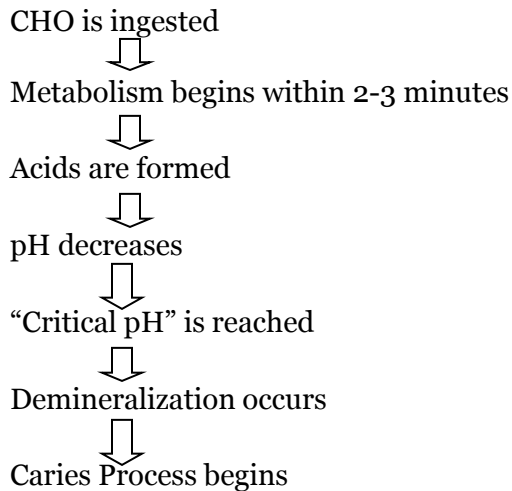 CHO is ingested
Metabolism begins within 2-3 minutes
Acids are formed
pH decreases
“Critical pH” is reached
Demineralization occurs
Caries Process begins